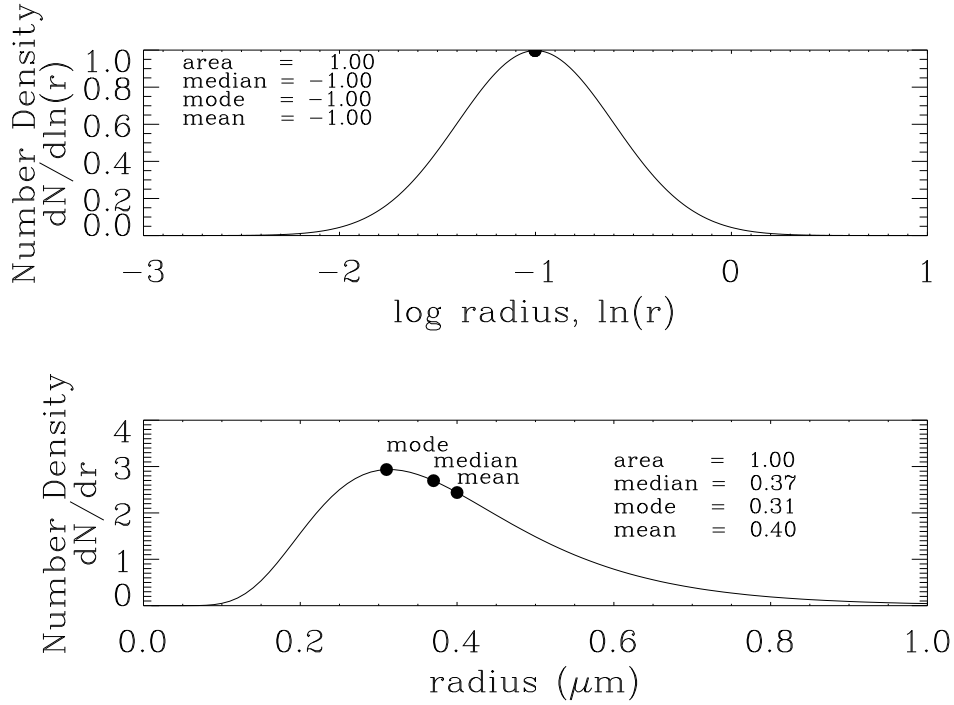 Number Density
dN/dln(r)
1.0
0.8
0.6
0.4
0.2
0.0
area = 1.00
median = −1.00
mode = −1.00
mean = −1.00
−3 −2 −1 0 1
log radius, ln(r)
Number Density
dN/dr
4
3
2
1
0
mode
median
mean
area = 1.00
median = 0.37
mode = 0.31
mean = 0.40
0.0 0.2 0.4 0.6 0.8 1.0
radius (μm)